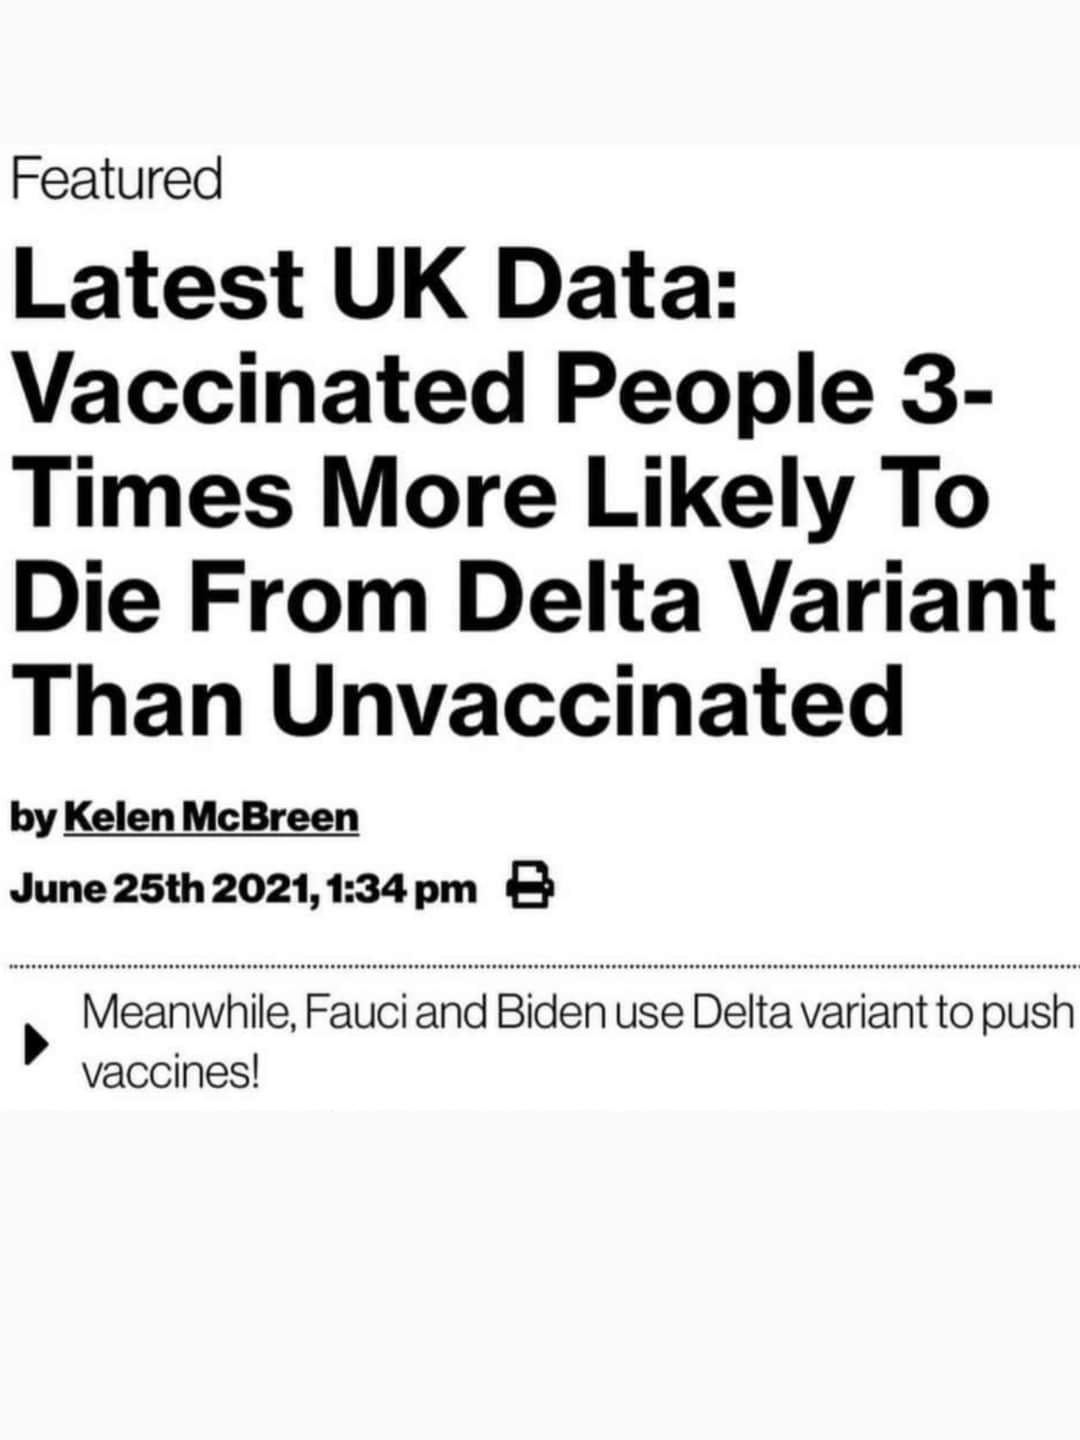 Featured
Latest UK Data:
Vaccinated People 3-
Times More Likely To
Die From Delta Variant
Than Unvaccinated
by Kelen McBreen
June 25th 2021, 1:34 pm
Meanwhile, Fauci and Biden use Delta variant to push
vaccines!